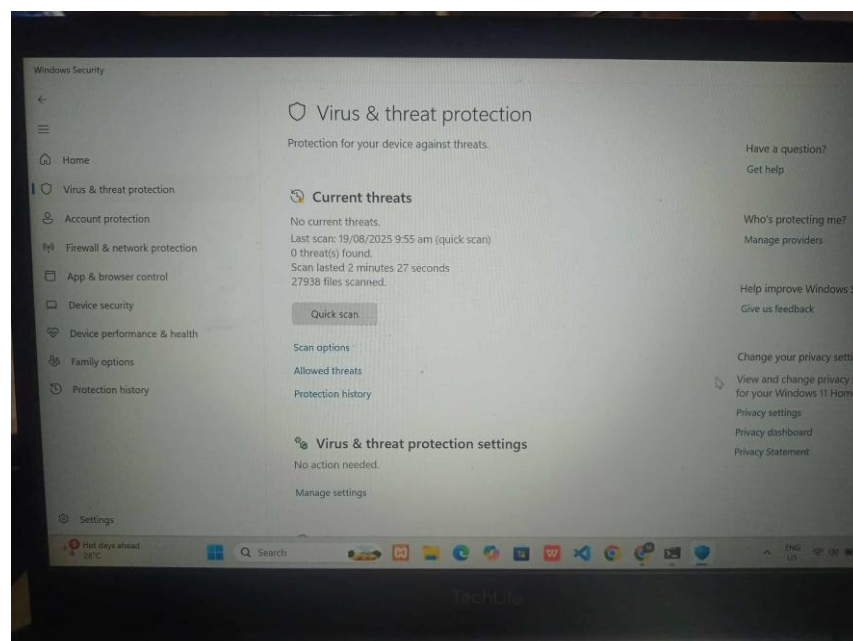 Windows Security
Home
Virus & threat protection
Account protection
Firewall & network protection
App & browser control
Device security
Device performance & health
Family options
Protection history
Settings
Virus & threat protection
Protection for your device against threats.
Current threats
No current threats.
Last scan: 19/08/2025 9:55 am (quick scan)
0 threat(s) found.
Scan lasted 2 minutes 27 seconds
27938 files scanned.
Quick scan
Scan options
Allowed threats
Protection history
Virus & threat protection settings
No action needed.
Manage settings
Have a question?
Get help
Who's protecting me?
Manage providers
Help improve Windows S
Give us feedback
Change your privacy setti
View and change privacy
for your Windows 11 Hom
Privacy settings
Privacy dashboard
Privacy Statement
Hot days ahead
28°C
Search
ENG
US
TechLife